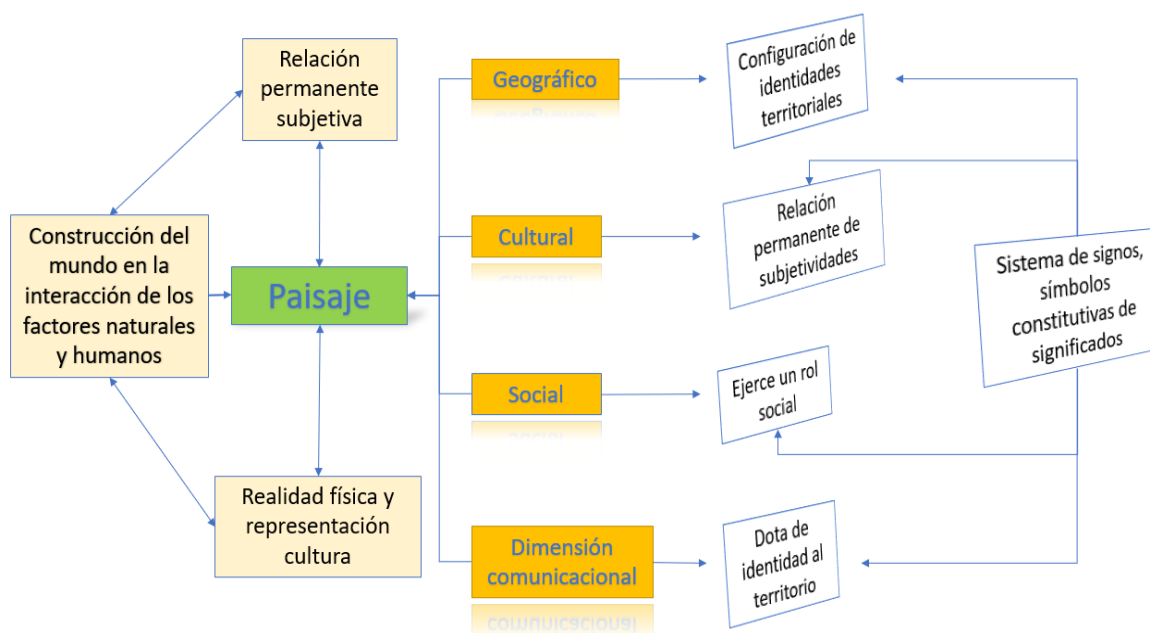 Relación
permanente
subjetiva
Construcción del
mundo en la
interacción de los
factores naturales
y humanos
Paisaje
Realidad física y
representación
cultura
Geográfico
Cultural
Social
Dimensión
comunicacional
Configuración de
identidades
territoriales
Relación
permanente de
subjetividades
Ejerce un rol
social
Dota de
identidad al
territorio
Sistema de signos,
símbolos
constitutivas de
significados